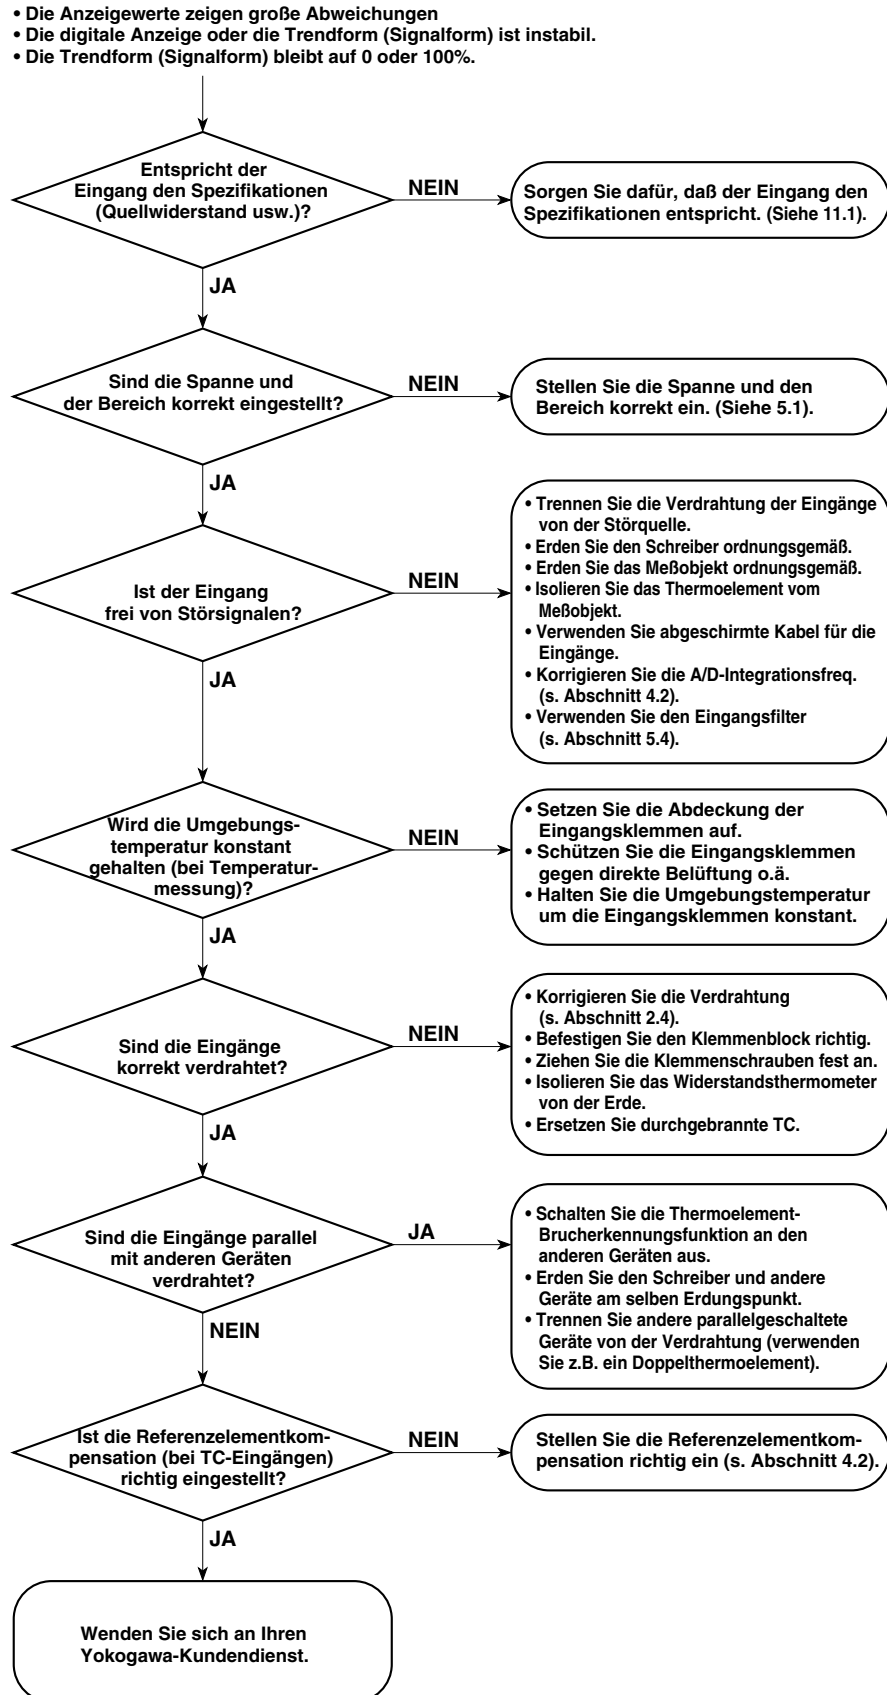 • Die Anzeigewerte zeigen große Abweichungen
• Die digitale Anzeige oder die Trendform (Signalform) ist instabil.
• Die Trendform (Signalform) bleibt auf 0 oder 100%.
Entspricht der
Eingang den Spezifikationen
(Quellwiderstand usw.)?
NEIN
Sorgen Sie dafür, daß der Eingang den
Spezifikationen entspricht. (Siehe 11.1).
JA
Sind die Spanne und
der Bereich korrekt eingestellt?
NEIN
Stellen Sie die Spanne und den
Bereich korrekt ein. (Siehe 5.1).
JA
Ist der Eingang
frei von Störsignalen?
NEIN
• Trennen Sie die Verdrahtung der Eingänge
von der Störquelle.
• Erden Sie den Schreiber ordnungsgemäß.
• Erden Sie das Meßobjekt ordnungsgemäß.
• Isolieren Sie das Thermoelement vom
Meßobjekt.
• Verwenden Sie abgeschirmte Kabel für die
Eingänge.
• Korrigieren Sie die A/D-Integrationsfreq.
(s. Abschnitt 4.2).
• Verwenden Sie den Eingangsfilter
(s. Abschnitt 5.4).
JA
Wird die Umgebungs-
temperatur konstant
gehalten (bei Temperatur-
messung)?
NEIN
• Setzen Sie die Abdeckung der
Eingangsklemmen auf.
• Schützen Sie die Eingangsklemmen
gegen direkte Belüftung o.ä.
• Halten Sie die Umgebungstemperatur
um die Eingangsklemmen konstant.
JA
Sind die Eingänge
korrekt verdrahtet?
NEIN
• Korrigieren Sie die Verdrahtung
(s. Abschnitt 2.4).
• Befestigen Sie den Klemmenblock richtig.
• Ziehen Sie die Klemmenschrauben fest an.
• Isolieren Sie das Widerstandsthermometer
von der Erde.
• Ersetzen Sie durchgebrannte TC.
JA
Sind die Eingänge parallel
mit anderen Geräten
verdrahtet?
JA
• Schalten Sie die Thermoelement-
Brucherkennungsfunktion an den
anderen Geräten aus.
• Erden Sie den Schreiber und andere
Geräte am selben Erdungspunkt.
• Trennen Sie andere parallelgeschaltete
Geräte von der Verdrahtung (verwenden
Sie z.B. ein Doppelthermoelement).
NEIN
Ist die Referenzelementkom-
pensation (bei TC-Eingängen)
richtig eingestellt?
NEIN
Stellen Sie die Referenzelementkom-
pensation richtig ein (s. Abschnitt 4.2).
JA
Wenden Sie sich an Ihren
Yokogawa-Kundendienst.